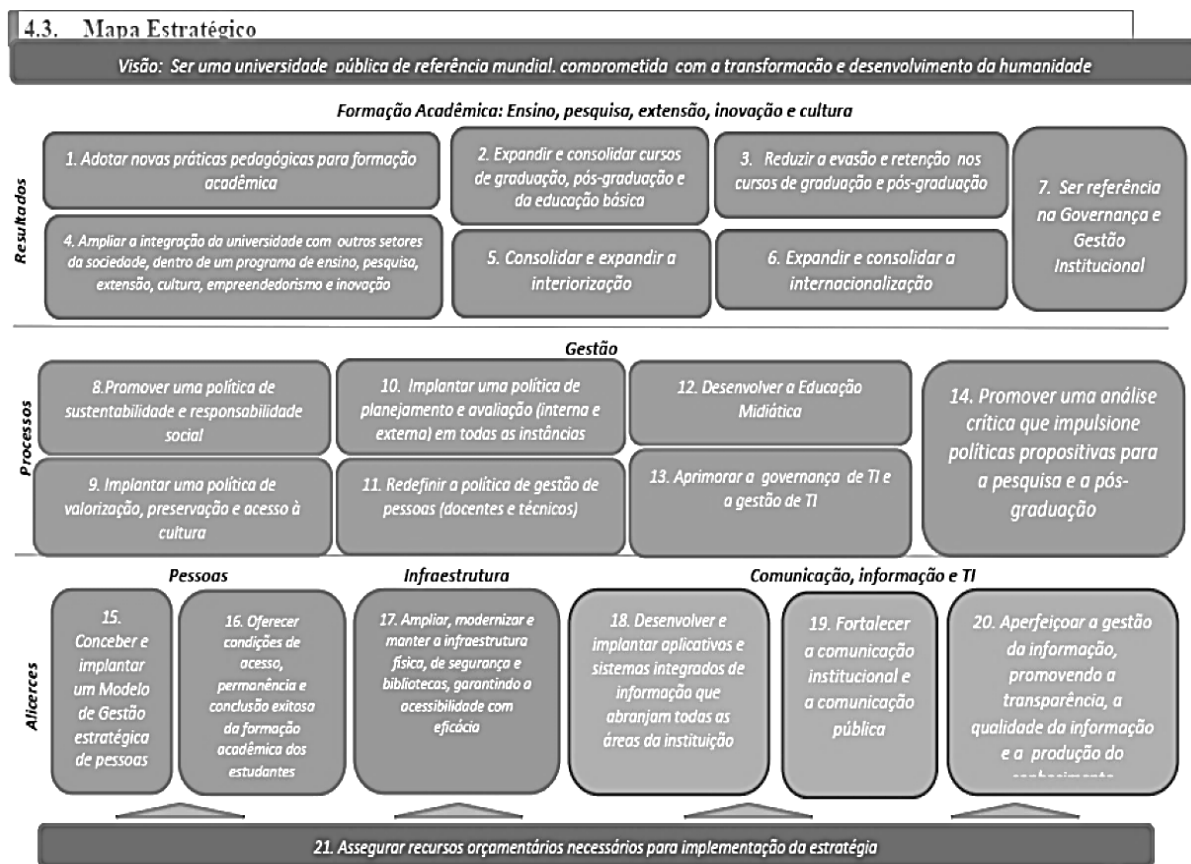 4.3. Mapa Estratégico
Visão: Ser uma universidade pública de referência mundial, comprometida com a transformação e desenvolvimento da humanidade
Formação Acadêmica: Ensino, pesquisa, extensão, inovação e cultura
Resultados
1. Adotar novas práticas pedagógicas para formação
acadêmica
2. Expandir e consolidar cursos
de graduação, pós-graduação e
da educação básica
3. Reduzir a evasão e retenção nos
cursos de graduação e pós-graduação
4. Ampliar a integração da universidade com outros setores
da sociedade, dentro de um programa de ensino, pesquisa,
extensão, cultura, empreendedorismo e inovação
5. Consolidar e expandir a
interiorização
6. Expandir e consolidar a
internacionalização
7. Ser referência
na Governança e
Gestão
Institucional
Gestão
Processos
8.Promover uma política de
sustentabilidade e responsabilidade
social
10. Implantar uma política de
planejamento e avaliação (interna e
externa) em todas as instâncias
12. Desenvolver a Educação
Midiática
9. Implantar uma política de
valorização, preservação e acesso à
cultura
11. Redefinir a política de gestão de
pessoas (docentes e técnicos)
13. Aprimorar a governança de TI e
a gestão de TI
14. Promover uma análise
crítica que impulsione
políticas propositivas para
a pesquisa e a pós-
graduação
Alicerces
Pessoas
15.
Conceber e
implantar
um Modelo
de Gestão
estratégica
de pessoas
16. Oferecer
condições de
acesso,
permanência e
conclusão exitosa
da formação
acadêmica dos
estudantes
Infraestrutura
17. Ampliar, modernizar e
manter a infraestrutura
física, de segurança e
bibliotecas, garantindo a
acessibilidade com
eficácia
Comunicação, informação e TI
18. Desenvolver e
implantar aplicativos e
sistemas integrados de
informação que
abranjam todas as
áreas da instituição
19. Fortalecer
a comunicação
institucional e
a comunicação
pública
20. Aperfeiçoar a gestão
da informação,
promovendo a
transparência, a
qualidade da informação
e a produção do
21. Assegurar recursos orçamentários necessários para implementação da estratégia